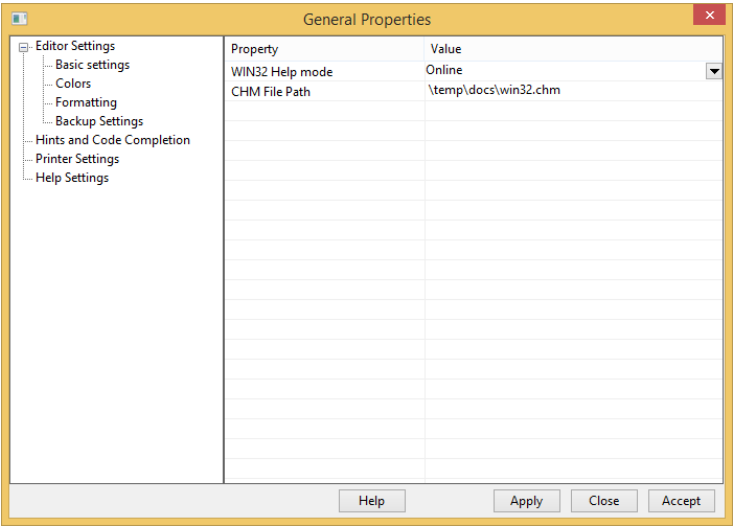 General Properties
Editor Settings
Basic settings
Colors
Formatting
Backup Settings
Hints and Code Completion
Printer Settings
Help Settings
Property Value
WIN32 Help mode Online
CHM File Path \temp\docs\win32.chm
Help Apply Close Accept